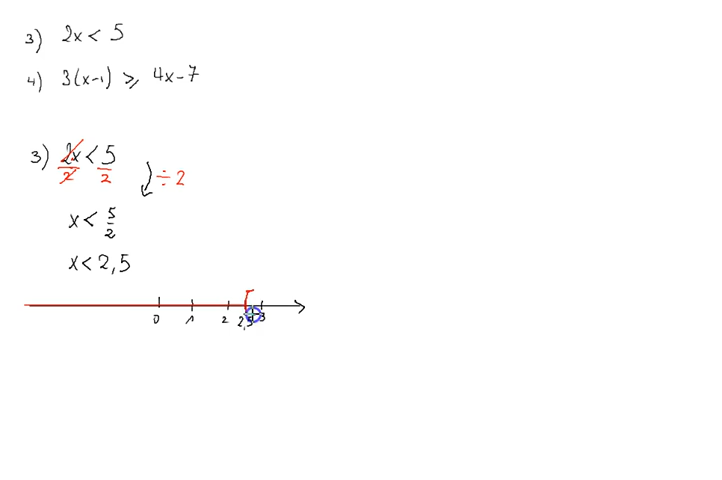 3) 2x < 5
4) 3(x-1) ⩾ 4x-7
3) 2x/2 < 5/2 ÷2
x < 5/2
x < 2,5
0 1 2 2,5 3